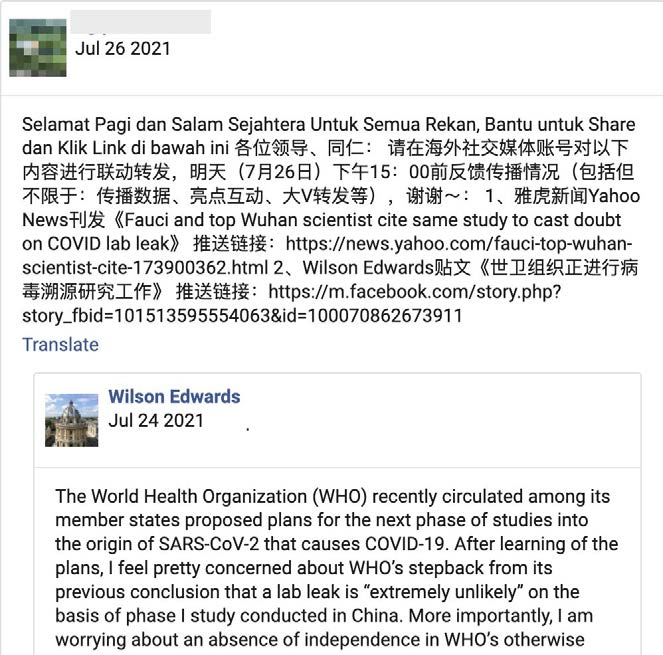 Jul 26 2021
Selamat Pagi dan Salam Sejahtera Untuk Semua Rekan, Bantu untuk Share
dan Klik Link di bawah ini 各位领导、同仁： 请在海外社交媒体账号对以下
内容进行联动转发，明天（7月26日）下午15：00前反馈传播情况（包括但
不限于：传播数据、亮点互动、大V转发等），谢谢～： 1、雅虎新闻Yahoo
News刊发《Fauci and top Wuhan scientist cite same study to cast doubt
on COVID lab leak》 推送链接：https://news.yahoo.com/fauci-top-wuhan-
scientist-cite-173900362.html 2、Wilson Edwards贴文《世卫组织正进行病
毒溯源研究工作》 推送链接：https://m.facebook.com/story.php?
story_fbid=101513595554063&id=100070862673911
Translate
Wilson Edwards
Jul 24 2021
The World Health Organization (WHO) recently circulated among its
member states proposed plans for the next phase of studies into
the origin of SARS-CoV-2 that causes COVID-19. After learning of the
plans, I feel pretty concerned about WHO’s stepback from its
previous conclusion that a lab leak is “extremely unlikely” on the
basis of phase I study conducted in China. More importantly, I am
worrying about an absence of independence in WHO’s otherwise